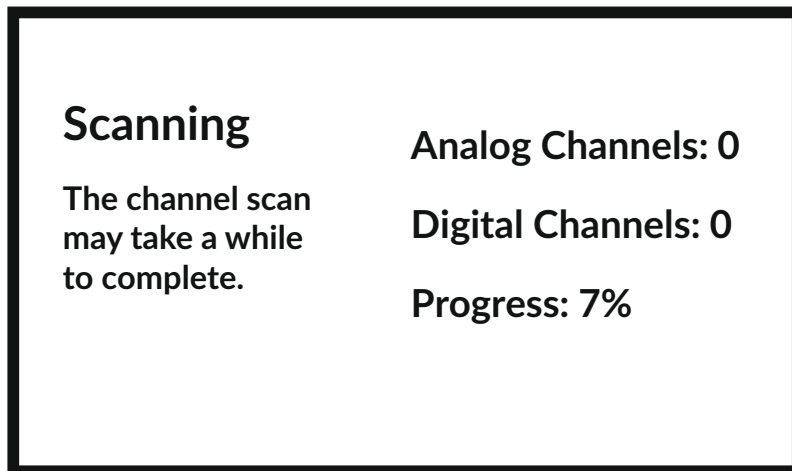 Scanning
The channel scan
may take a while
to complete.
Analog Channels: 0
Digital Channels: 0
Progress: 7%